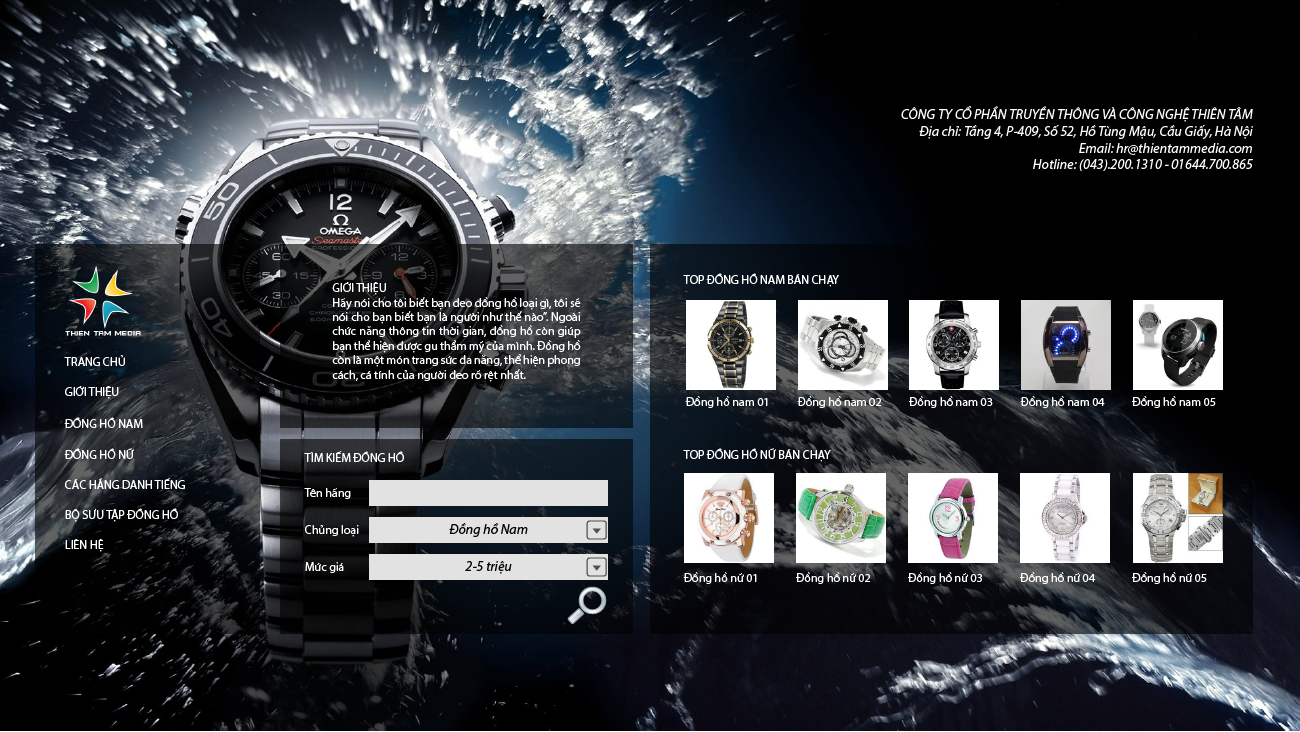 CÔNG TY CỔ PHẦN TRUYỀN THÔNG VÀ CÔNG NGHỆ THIÊN TÂM
Địa chỉ: Tầng 4, P-409, Số 52, Hồ Tùng Mậu, Cầu Giấy, Hà Nội
Email: hr@thientammedia.com
Hotline: (043).200.1310 - 01644.700.865
50
40
12
OMEGA
Seamaster
PROFESSIONAL
60
45
15
30
12
9
3
THIEN TAM MEDIA
TRANG CHỦ
GIỚI THIỆU
ĐỒNG HỒ NAM
ĐỒNG HỒ NỮ
CÁC HÃNG DANH TIẾNG
BỘ SƯU TẬP ĐỒNG HỒ
LIÊN HỆ
GIỚI THIỆU
Hãy nói cho tôi biết bạn đeo đồng hồ loại gì, tôi sẽ
nói cho bạn biết bạn là người như thế nào”. Ngoài
chức năng thông tin thời gian, đồng hồ còn giúp
bạn thể hiện được gu thẩm mỹ của mình. Đồng hồ
còn là một món trang sức đa năng, thể hiện phong
cách, cá tính của người đeo rõ rệt nhất.
TÌM KIẾM ĐỒNG HỒ
Tên hãng
Chủng loại
Đồng hồ Nam
Mức giá
2-5 triệu
TOP ĐỒNG HỒ NAM BÁN CHẠY
Đồng hồ nam 01
Đồng hồ nam 02
Đồng hồ nam 03
Đồng hồ nam 04
Đồng hồ nam 05
TOP ĐỒNG HỒ NỮ BÁN CHẠY
Đồng hồ nữ 01
Đồng hồ nữ 02
Đồng hồ nữ 03
Đồng hồ nữ 04
Đồng hồ nữ 05